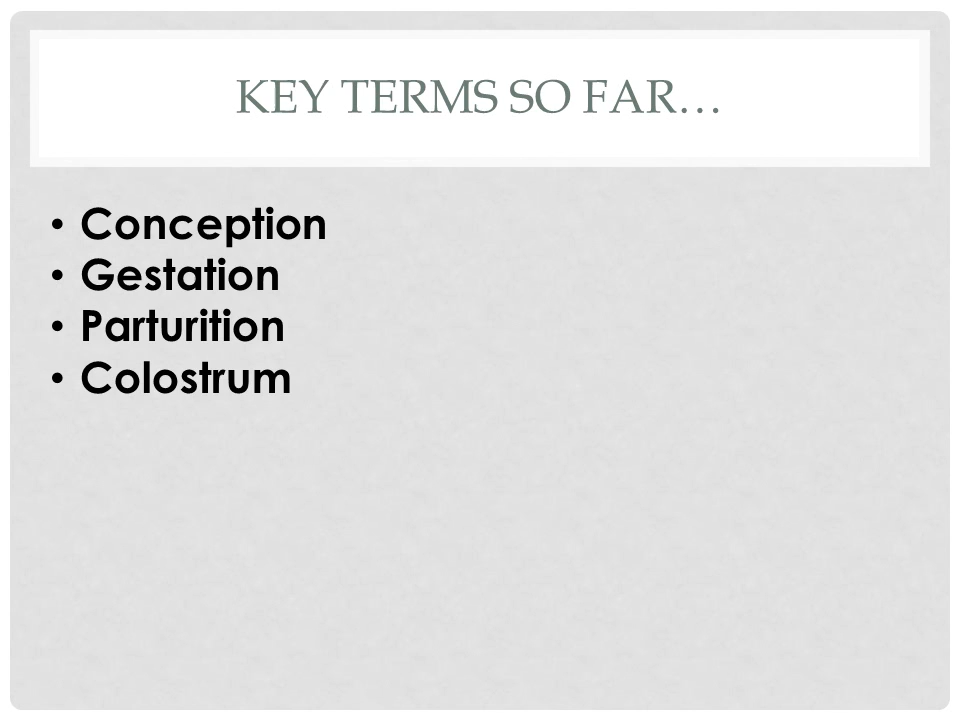 KEY TERMS SO FAR…
• Conception
• Gestation
• Parturition
• Colostrum